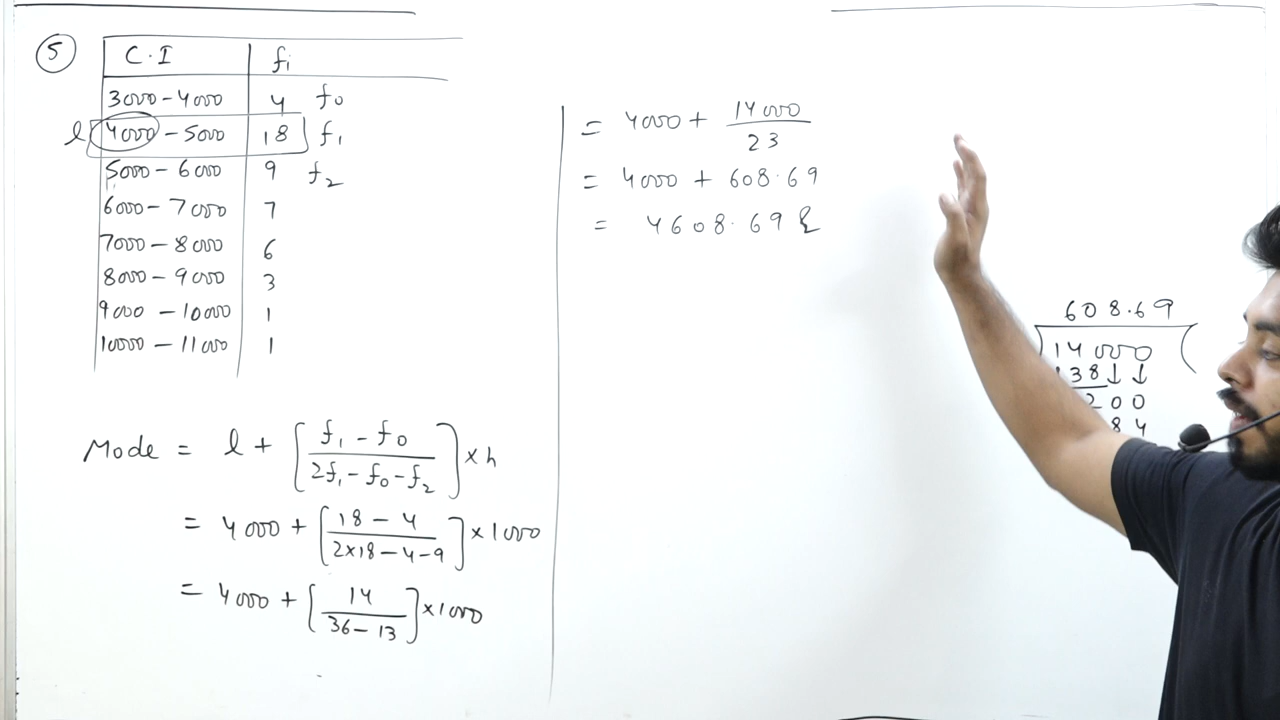 5
C.I fi
3000-4000 4 f0
l 4000-5000 18 f1
5000-6000 9 f2
6000-7000 7
7000-8000 6
8000-9000 3
9000-10000 1
10000-11000 1
Mode = l + [ f1 - f0 / 2f1 - f0 - f2 ] × h
= 4000 + [ 18 - 4 / 2×18 - 4 - 9 ] × 1000
= 4000 + [ 14 / 36 - 13 ] × 1000
= 4000 + 14000 / 23
= 4000 + 608.69
= 4608.69
608.69
14000
138↓↓
200
84